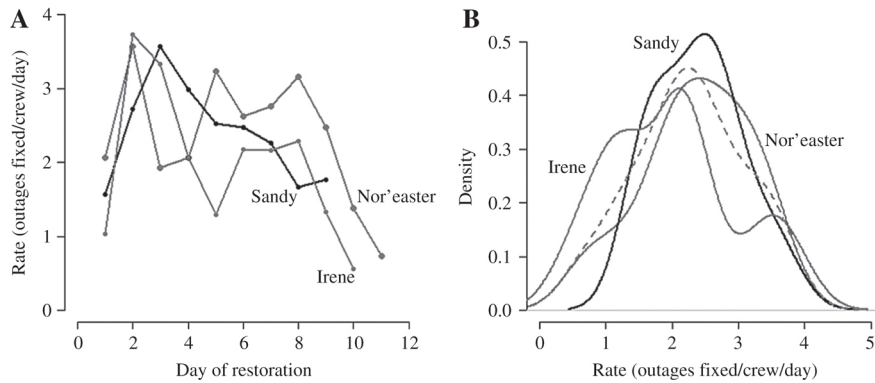 A
Rate (outages fixed/crew/day)
4
3
2
1
0
Sandy
Nor’easter
Irene
0 2 4 6 8 10 12
Day of restoration
B
Density
0.5
0.4
0.3
0.2
0.1
0.0
Sandy
Irene
Nor’easter
0 1 2 3 4 5
Rate (outages fixed/crew/day)